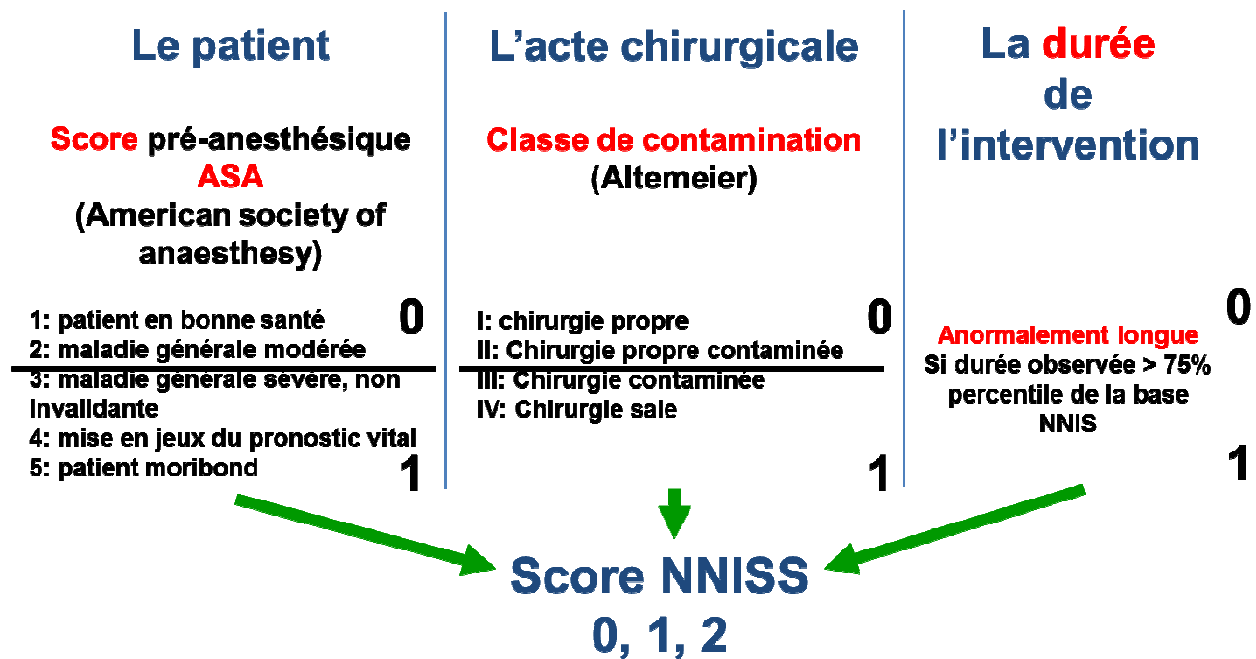 Le patient
Score pré-anesthésique
ASA
(American society of
anaesthesy)
1: patient en bonne santé
2: maladie générale modérée
0
3: maladie générale sévère, non
invalidante
4: mise en jeux du pronostic vital
5: patient moribond
1
L'acte chirurgicale
Classe de contamination
(Altemeier)
I: chirurgie propre
II: Chirurgie propre contaminée
0
III: Chirurgie contaminée
IV: Chirurgie sale
1
La durée
de
l'intervention
0
Anormalement longue
Si durée observée > 75%
percentile de la base
NNIS
1
Score NNISS
0, 1, 2